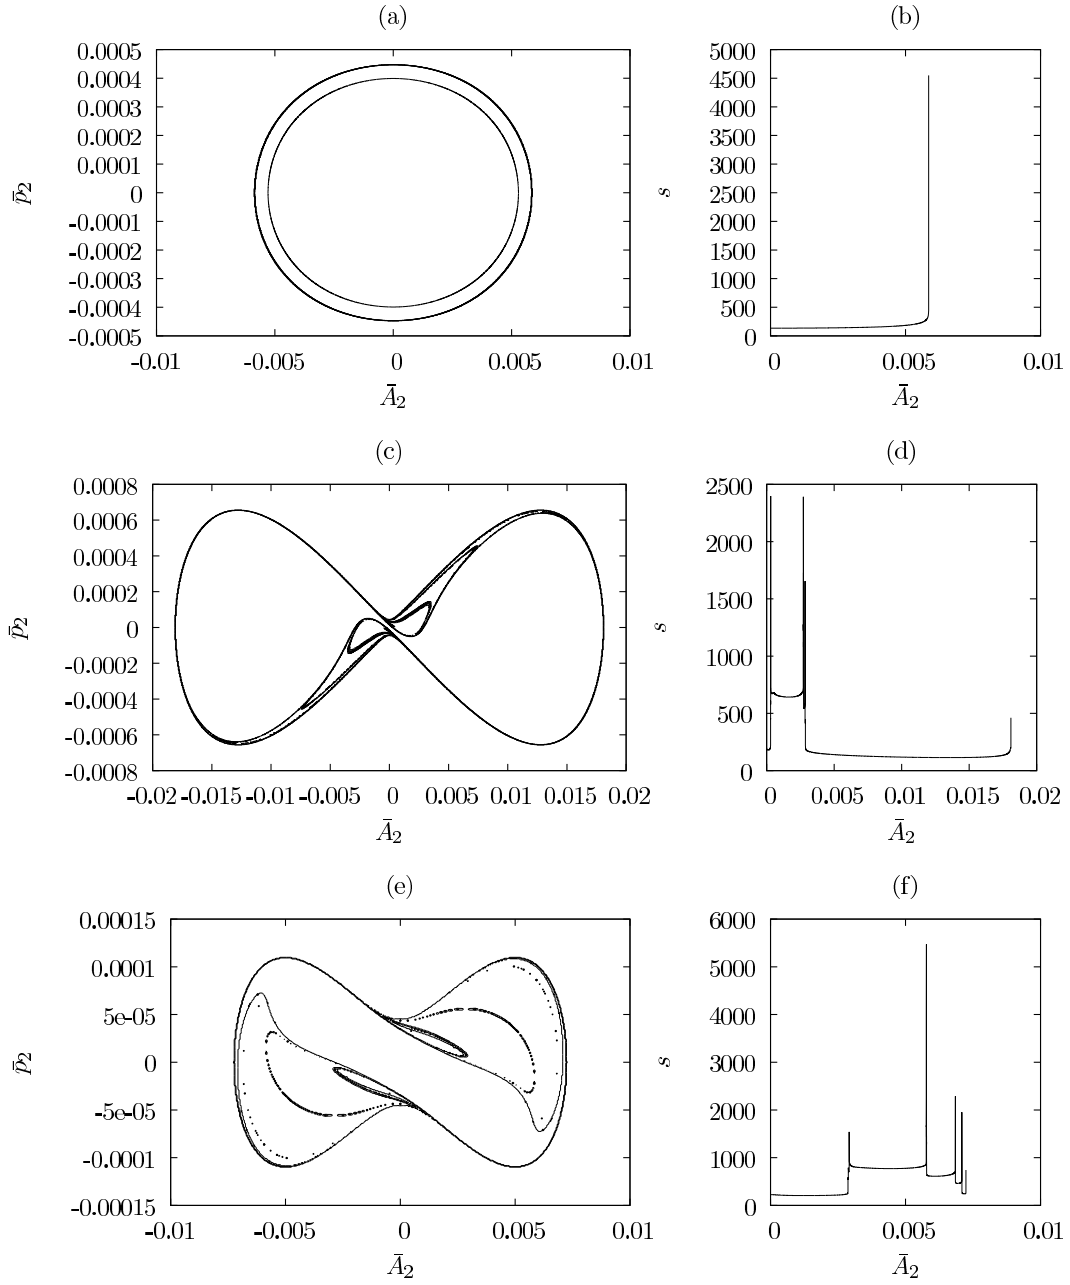 (a)
0.0005
0.0004
0.0003
0.0002
0.0001
0
-0.0001
-0.0002
-0.0003
-0.0004
-0.0005
-0.01 -0.005 0 0.005 0.01
p̄₂
Ā₂
(b)
5000
4500
4000
3500
3000
2500
2000
1500
1000
500
0
0 0.005 0.01
s
Ā₂
(c)
0.0008
0.0006
0.0004
0.0002
0
-0.0002
-0.0004
-0.0006
-0.0008
-0.02 -0.015 -0.01 -0.005 0 0.005 0.01 0.015 0.02
p̄₂
Ā₂
(d)
2500
2000
1500
1000
500
0
0 0.005 0.01 0.015 0.02
s
Ā₂
(e)
0.00015
0.0001
5e-05
0
-5e-05
-0.0001
-0.00015
-0.01 -0.005 0 0.005 0.01
p̄₂
Ā₂
(f)
6000
5000
4000
3000
2000
1000
0
0 0.005 0.01
s
Ā₂